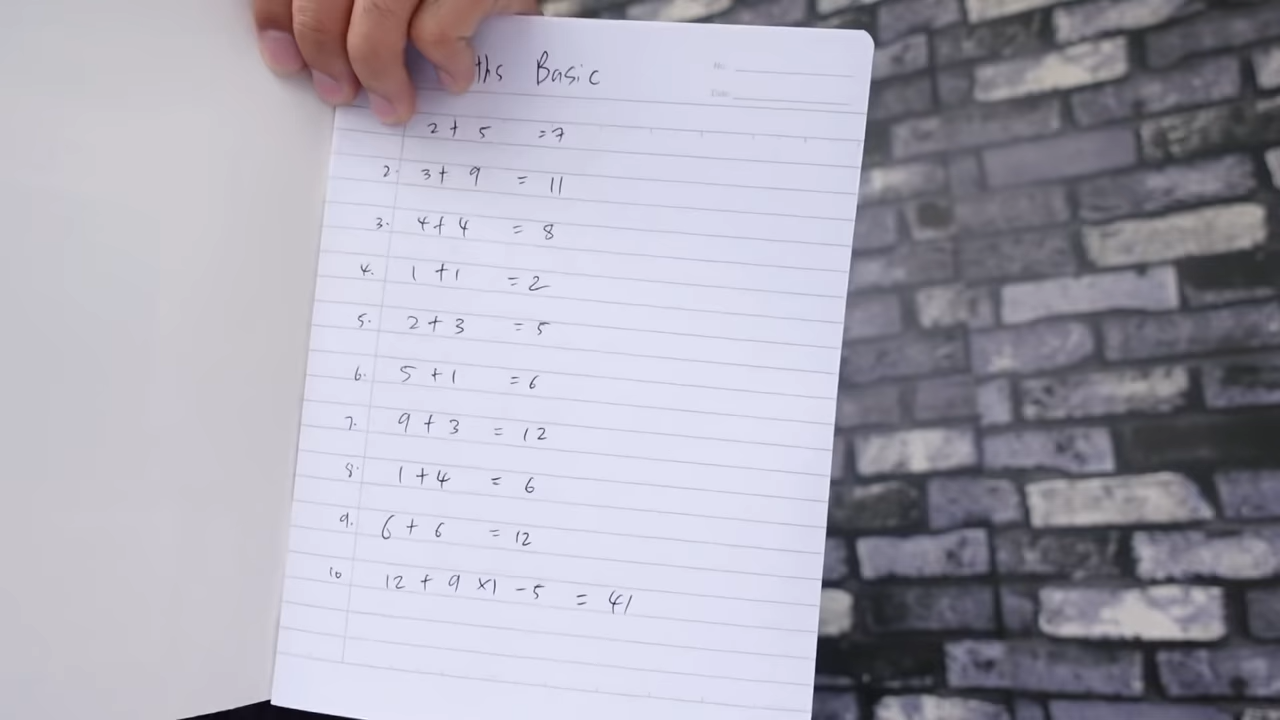 ths Basic
No.
Date
2 + 5 = 7
2. 3 + 9 = 11
3. 4 + 4 = 8
4. 1 + 1 = 2
5. 2 + 3 = 5
6. 5 + 1 = 6
7. 9 + 3 = 12
8. 1 + 4 = 6
9. 6 + 6 = 12
10 12 + 9 x1 - 5 = 41